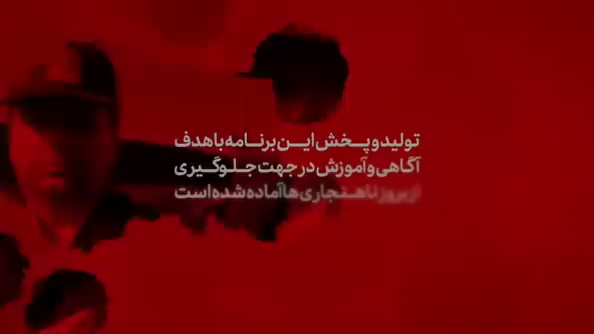 تولید و پخش این برنامه با هدف
آگاهی و آموزش در جهت جلوگیری
از بروز ناهنجاری ها آماده شده است